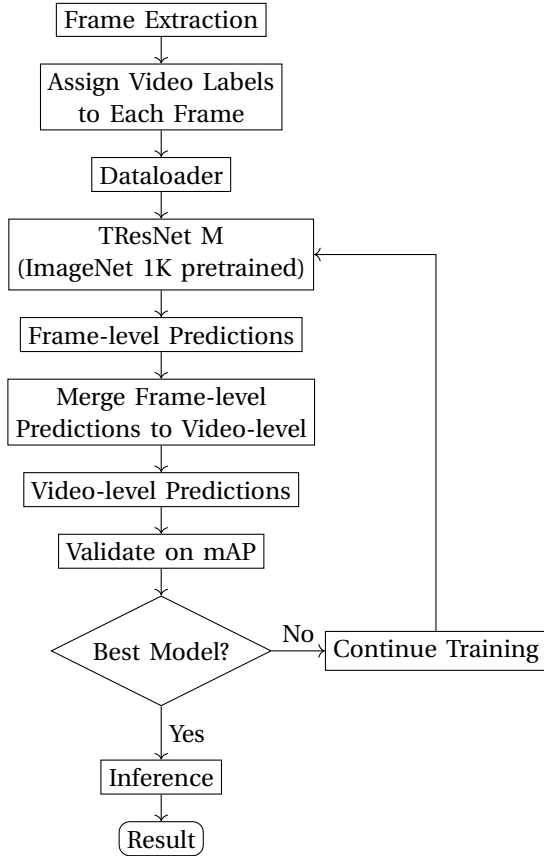 Frame Extraction
Assign Video Labels
to Each Frame
Dataloader
TResNet M
(ImageNet 1K pretrained)
Frame-level Predictions
Merge Frame-level
Predictions to Video-level
Video-level Predictions
Validate on mAP
Best Model?
No
Continue Training
Yes
Inference
Result